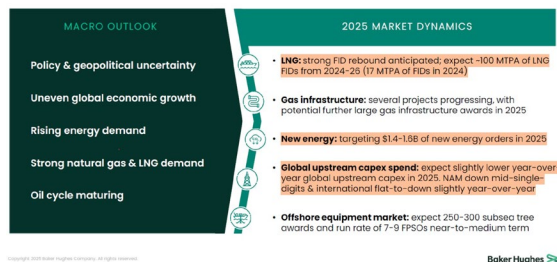 MACRO OUTLOOK
Policy & geopolitical uncertainty
Uneven global economic growth
Rising energy demand
Strong natural gas & LNG demand
Oil cycle maturing
2025 MARKET DYNAMICS
• LNG: strong FID rebound anticipated; expect ~100 MTPA of LNG
FIDs from 2024-26 (17 MTPA of FIDs in 2024)
• Gas infrastructure: several projects progressing, with
potential further large gas infrastructure awards in 2025
• New energy: targeting $1.4-1.6B of new energy orders in 2025
• Global upstream capex spend: expect slightly lower year-over
year global upstream capex in 2025. NAM down mid-single-
digits & international flat-to-down slightly year-over-year
• Offshore equipment market: expect 250-300 subsea tree
awards and run rate of 7-9 FPSOs near-to-medium term
Copyright 2025 Baker Hughes Company. All rights reserved.
Baker Hughes